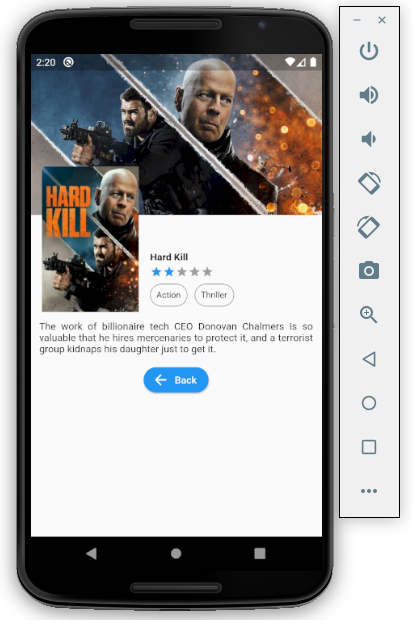 2:20
HARD
KILL
Hard Kill
Action Thriller
The work of billionaire tech CEO Donovan Chalmers is so
valuable that he hires mercenaries to protect it, and a terrorist
group kidnaps his daughter just to get it.
Back